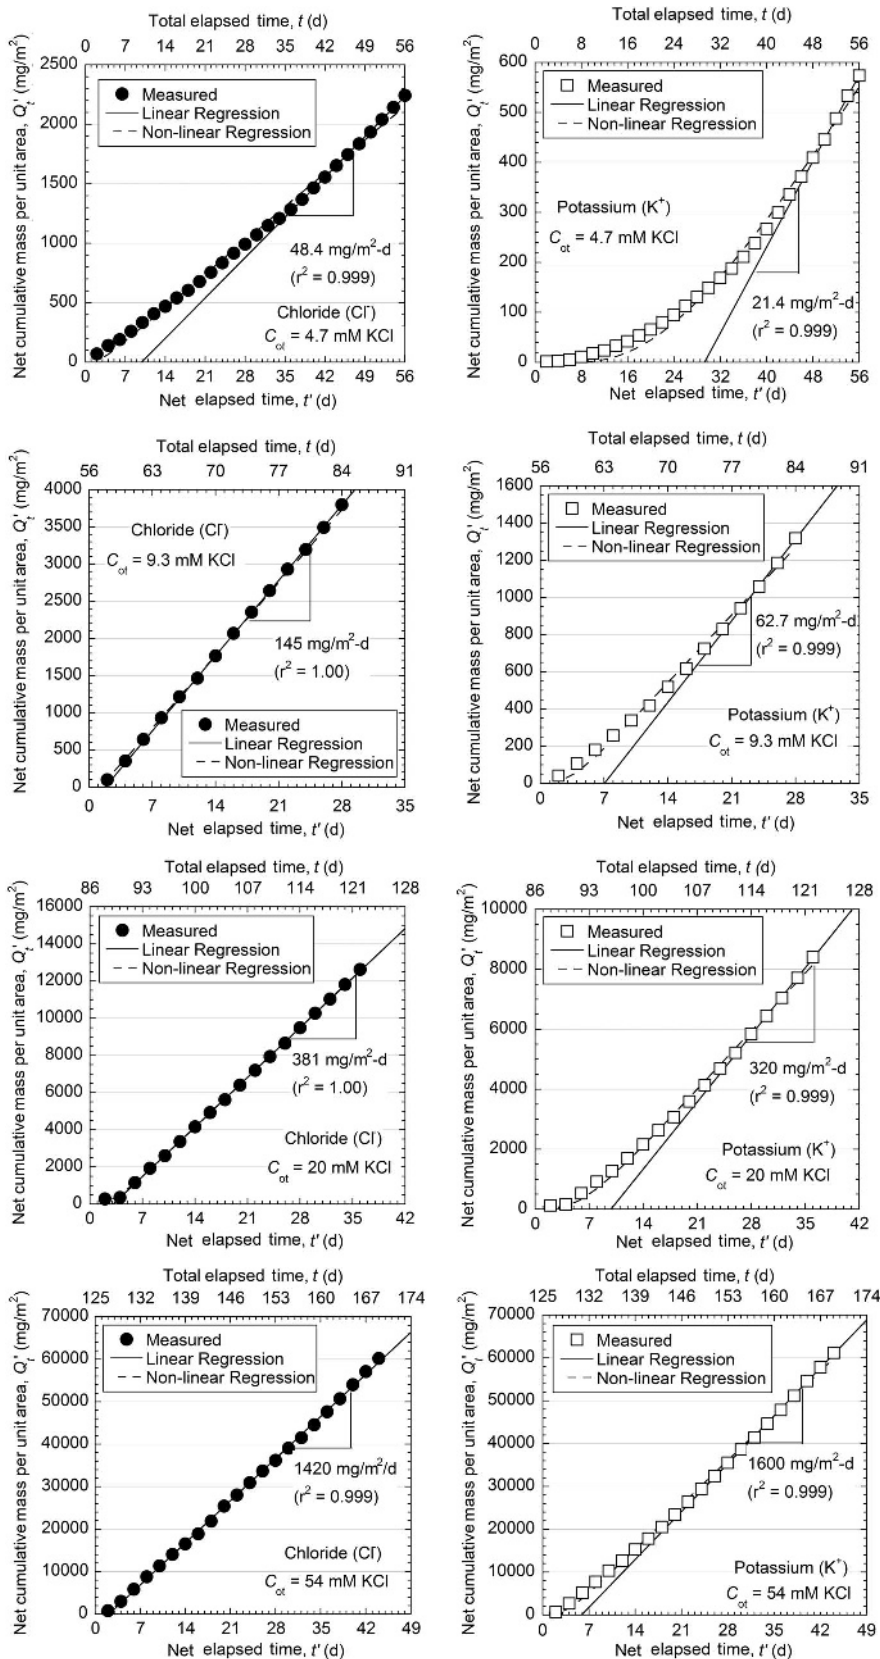 Total elapsed time, t (d)
0 7 14 21 28 35 42 49 56
Net cumulative mass per unit area, Q't (mg/m²)
2500
2000
1500
1000
500
0
Measured
Linear Regression
Non-linear Regression
48.4 mg/m²-d
(r² = 0.999)
Chloride (Cl⁻)
Cot = 4.7 mM KCl
0 7 14 21 28 35 42 49 56
Net elapsed time, t' (d)
Total elapsed time, t (d)
0 8 16 24 32 40 48 56
Net cumulative mass per unit area, Q't (mg/m²)
600
500
400
300
200
100
0
Measured
Linear Regression
Non-linear Regression
Potassium (K⁺)
Cot = 4.7 mM KCl
21.4 mg/m²-d
(r² = 0.999)
0 8 16 24 32 40 48 56
Net elapsed time, t' (d)
Total elapsed time, t (d)
56 63 70 77 84 91
Net cumulative mass per unit area, Q't (mg/m²)
4000
3500
3000
2500
2000
1500
1000
500
0
Chloride (Cl⁻)
Cot = 9.3 mM KCl
145 mg/m²-d
(r² = 1.00)
Measured
Linear Regression
Non-linear Regression
0 7 14 21 28 35
Net elapsed time, t' (d)
Total elapsed time, t (d)
56 63 70 77 84 91
Net cumulative mass per unit area, Q't (mg/m²)
1600
1400
1200
1000
800
600
400
200
0
Measured
Linear Regression
Non-linear Regression
62.7 mg/m²-d
(r² = 0.999)
Potassium (K⁺)
Cot = 9.3 mM KCl
0 7 14 21 28 35
Net elapsed time, t' (d)
Total elapsed time, t (d)
86 93 100 107 114 121 128
Net cumulative mass per unit area, Q't (mg/m²)
16000
14000
12000
10000
8000
6000
4000
2000
0
Measured
Linear Regression
Non-linear Regression
381 mg/m²-d
(r² = 1.00)
Chloride (Cl⁻)
Cot = 20 mM KCl
0 7 14 21 28 35 42
Net elapsed time, t' (d)
Total elapsed time, t (d)
86 93 100 107 114 121 128
Net cumulative mass per unit area, Q't (mg/m²)
10000
8000
6000
4000
2000
0
Measured
Linear Regression
Non-linear Regression
320 mg/m²-d
(r² = 0.999)
Potassium (K⁺)
Cot = 20 mM KCl
0 7 14 21 28 35 42
Net elapsed time, t' (d)
Total elapsed time, t (d)
125 132 139 146 153 160 167 174
Net cumulative mass per unit area, Q't (mg/m²)
70000
60000
50000
40000
30000
20000
10000
0
Measured
Linear Regression
Non-linear Regression
1420 mg/m²/d
(r² = 0.999)
Chloride (Cl⁻)
Cot = 54 mM KCl
0 7 14 21 28 35 42 49
Net elapsed time, t' (d)
Total elapsed time, t (d)
125 132 139 146 153 160 167 174
Net cumulative mass per unit area, Q't (mg/m²)
70000
60000
50000
40000
30000
20000
10000
0
Measured
Linear Regression
Non-linear Regression
1600 mg/m²-d
(r² = 0.999)
Potassium (K⁺)
Cot = 54 mM KCl
0 7 14 21 28 35 42 49
Net elapsed time, t' (d)